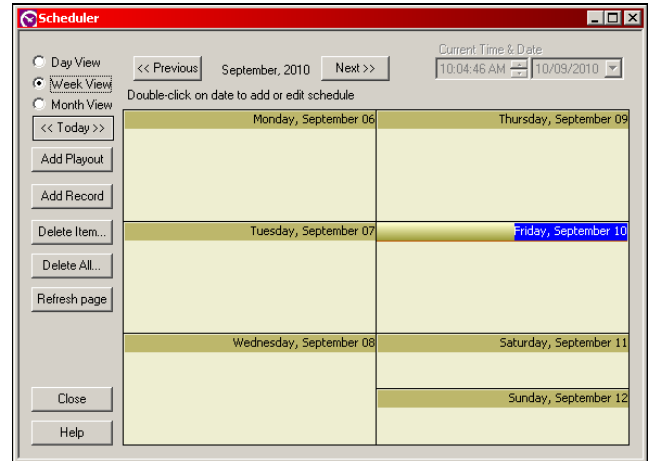 Scheduler
Current Time & Date
Day View
<< Previous
September, 2010
Next >>
10:04:46 AM
10/09/2010
Week View
Double-click on date to add or edit schedule
Month View
<< Today >>
Monday, September 06
Thursday, September 09
Add Playout
Add Record
Delete Item...
Tuesday, September 07
Friday, September 10
Delete All...
Refresh page
Wednesday, September 08
Saturday, September 11
Close
Sunday, September 12
Help